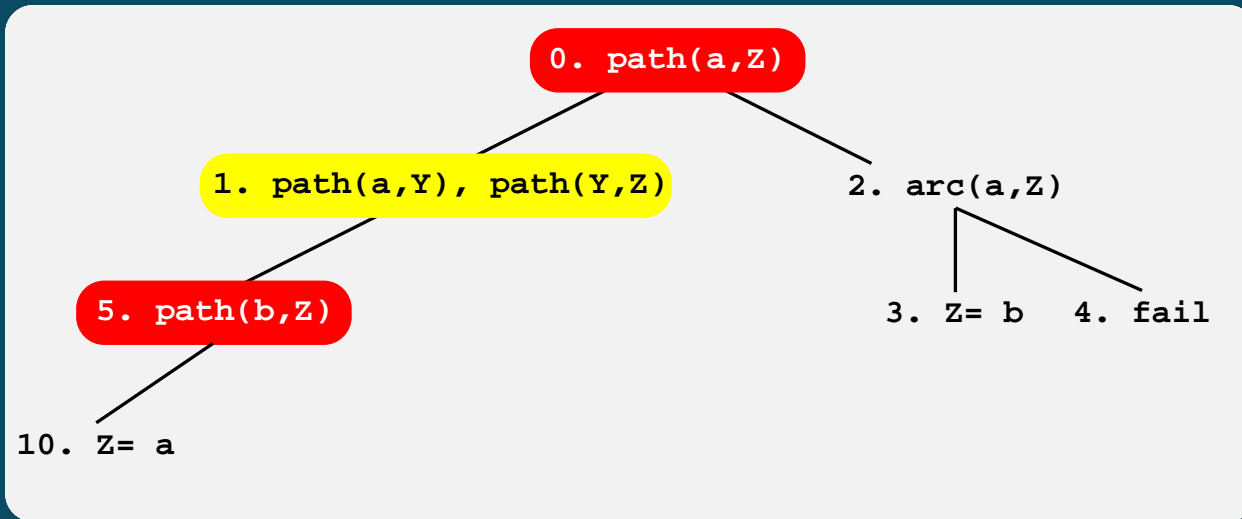 0. path(a,Z)
1. path(a,Y), path(Y,Z)
2. arc(a,Z)
5. path(b,Z)
3. Z= b
4. fail
10. Z= a